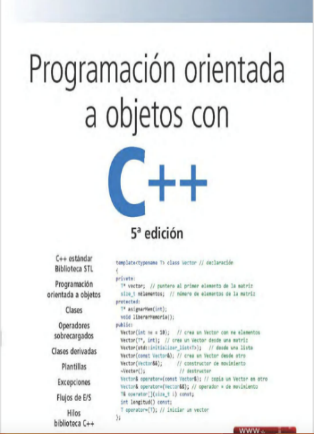 Programación orientada
a objetos con
C++
5ª edición
C++ estándar
Biblioteca STL
Programación
orientada a objetos
Clases
Operadores
sobrecargados
Clases derivadas
Plantillas
Excepciones
Flujos de E/S
Hilos
biblioteca C++
template<typename T> class Vector // declaración
{
private:
T* vector; // puntero al primer elemento de la matriz
size_t nElementos; // número de elementos de la matriz
protected:
T* asignarMem(int);
void liberarMemoria();
public:
Vector(int ne = 10); // crea un Vector con ne elementos
Vector(T*, int); // crea un Vector desde una matriz
// desde una lista
Vector(const Vector&); // crea un Vector desde otro
Vector(Vector&&); // constructor de movimiento
~Vector(); // destructor
Vector& operator=(const Vector&); // copia un Vector en otro
Vector& operator=(Vector&&); // operador = de movimiento
T& operator[](size_t i) const;
int longitud() const;
// iniciar un vector
};
www.